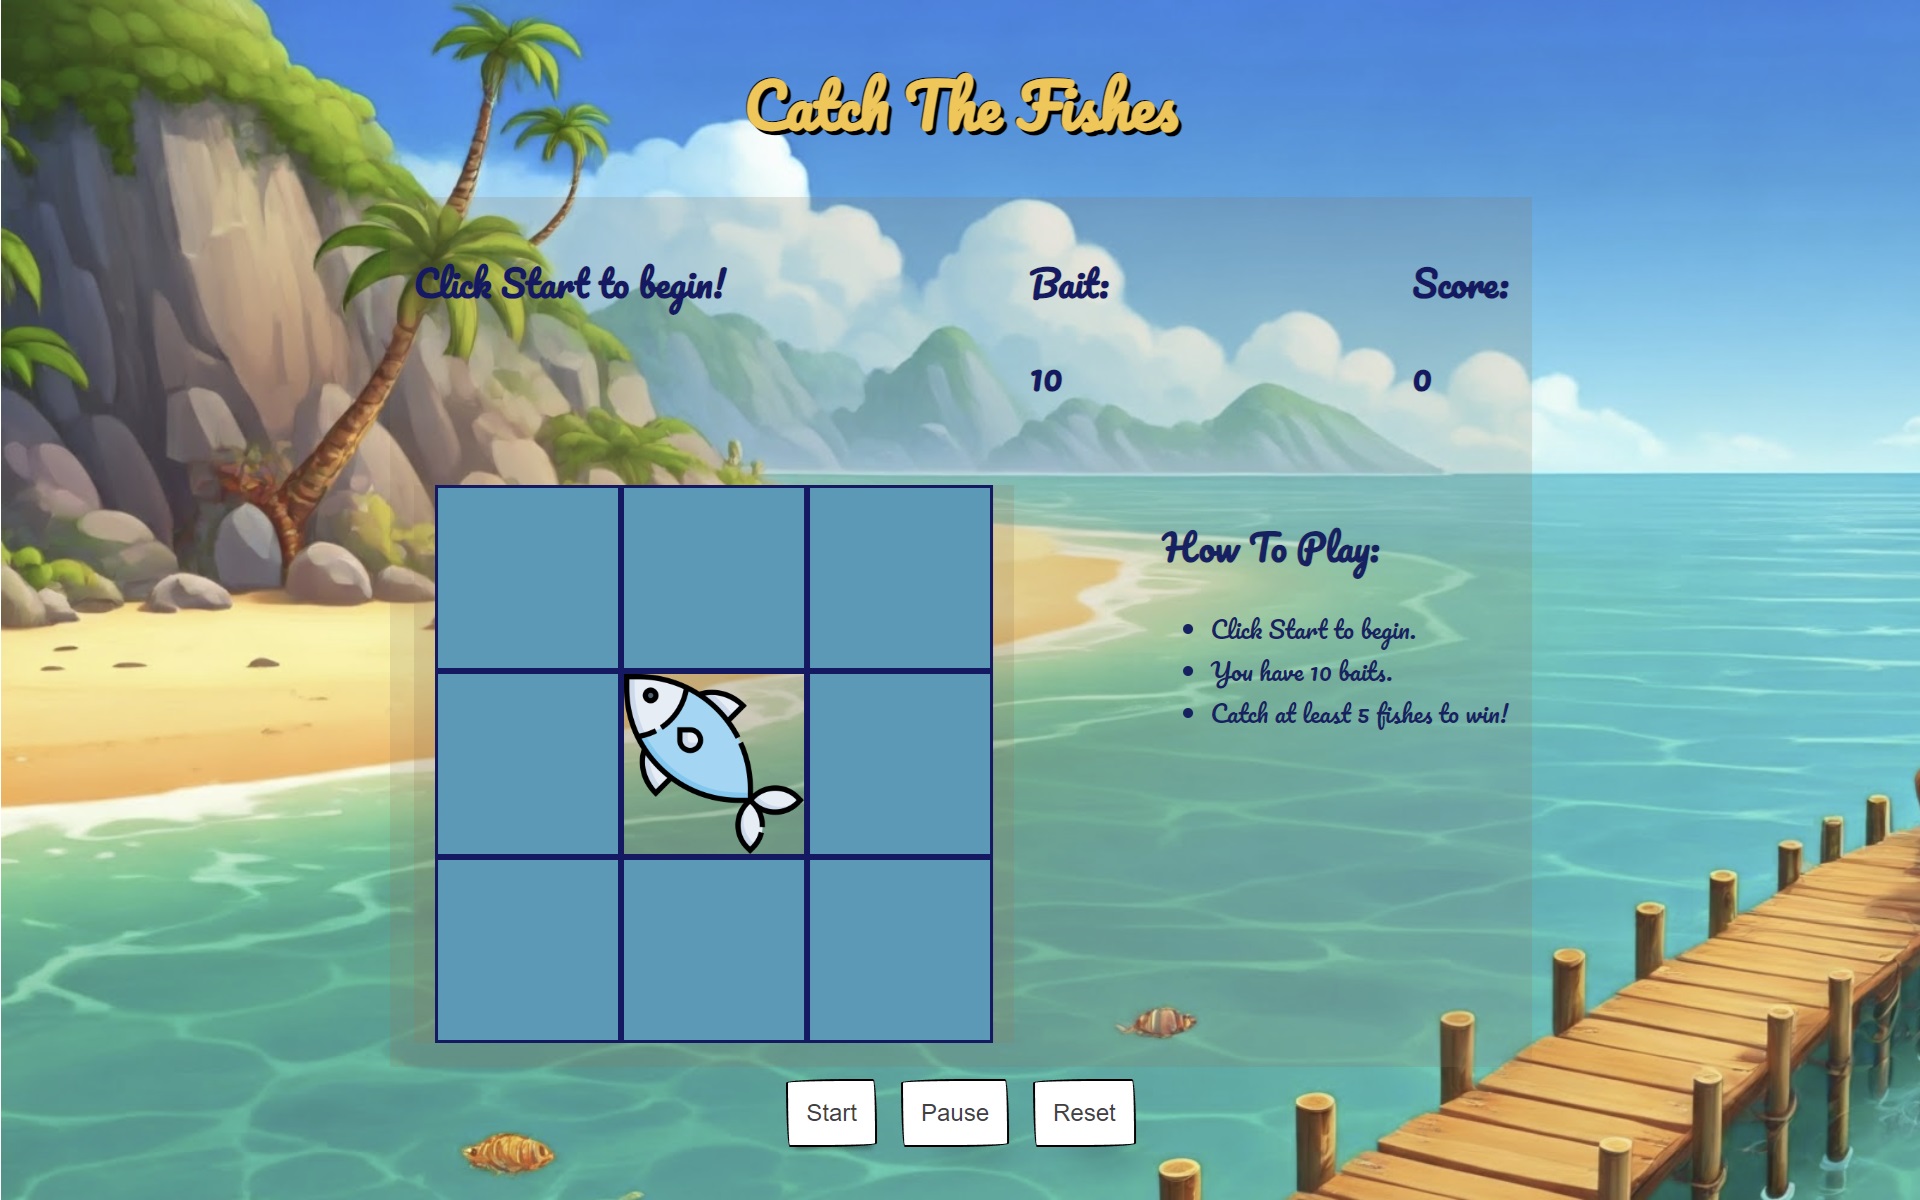 Catch The Fishes
Click Start to begin!
Bait:
Score:
10
0
How To Play:
Click Start to begin.
You have 10 baits.
Catch at least 5 fishes to win!
Start
Pause
Reset